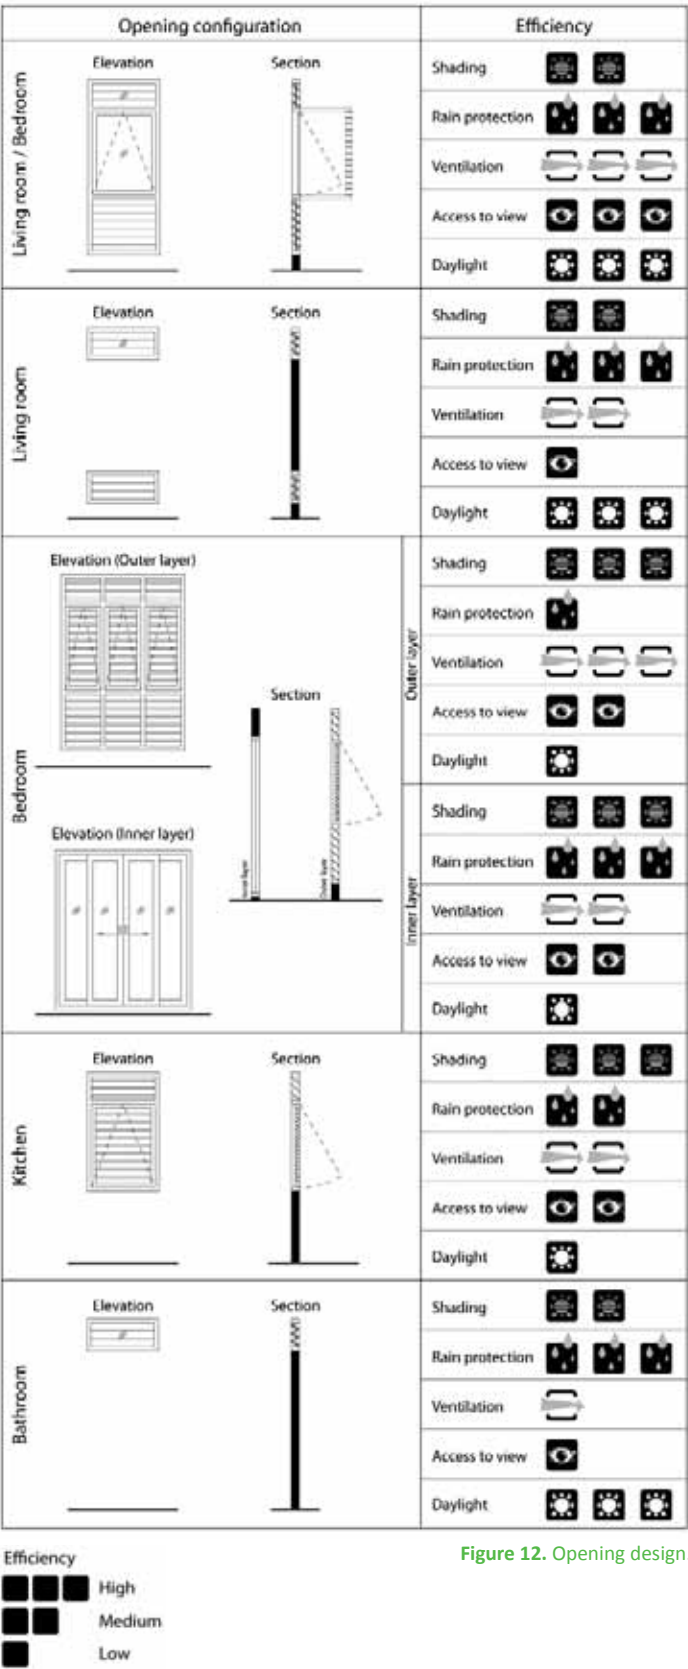 Opening configuration
Efficiency
Living room / Bedroom
Elevation
Section
Shading
Rain protection
Ventilation
Access to view
Daylight
Living room
Elevation
Section
Shading
Rain protection
Ventilation
Access to view
Daylight
Bedroom
Elevation (Outer layer)
Section
Inner layer
Outer layer
Elevation (Inner layer)
Outer layer
Shading
Rain protection
Ventilation
Access to view
Daylight
Inner layer
Shading
Rain protection
Ventilation
Access to view
Daylight
Kitchen
Elevation
Section
Shading
Rain protection
Ventilation
Access to view
Daylight
Bathroom
Elevation
Section
Shading
Rain protection
Ventilation
Access to view
Daylight
Figure 12. Opening design
Efficiency
High
Medium
Low